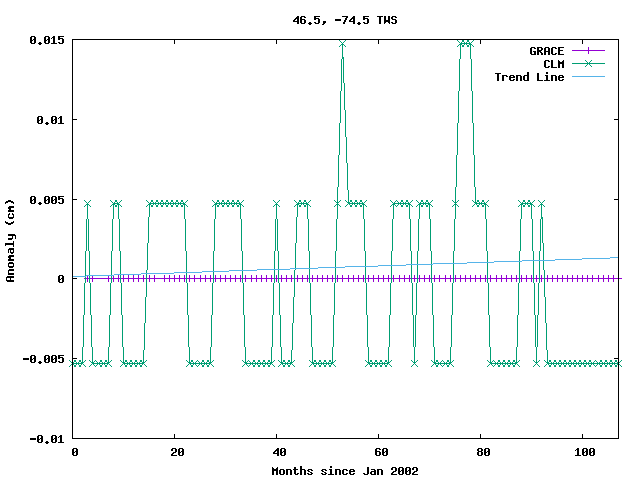 46.5, -74.5 TWS
0.015
GRACE
CLM
Trend Line
0.01
0.005
Anomaly (cm)
0
-0.005
-0.01
0 20 40 60 80 100
Months since Jan 2002